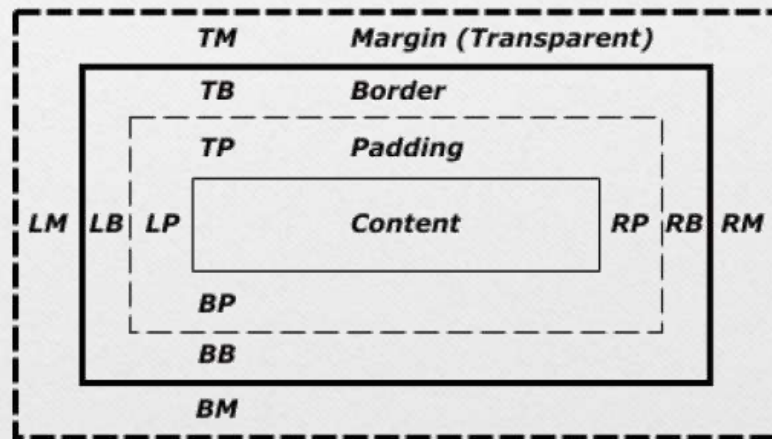 TM Margin (Transparent)
TB Border
TP Padding
LM LB LP Content RP RB RM
BP
BB
BM